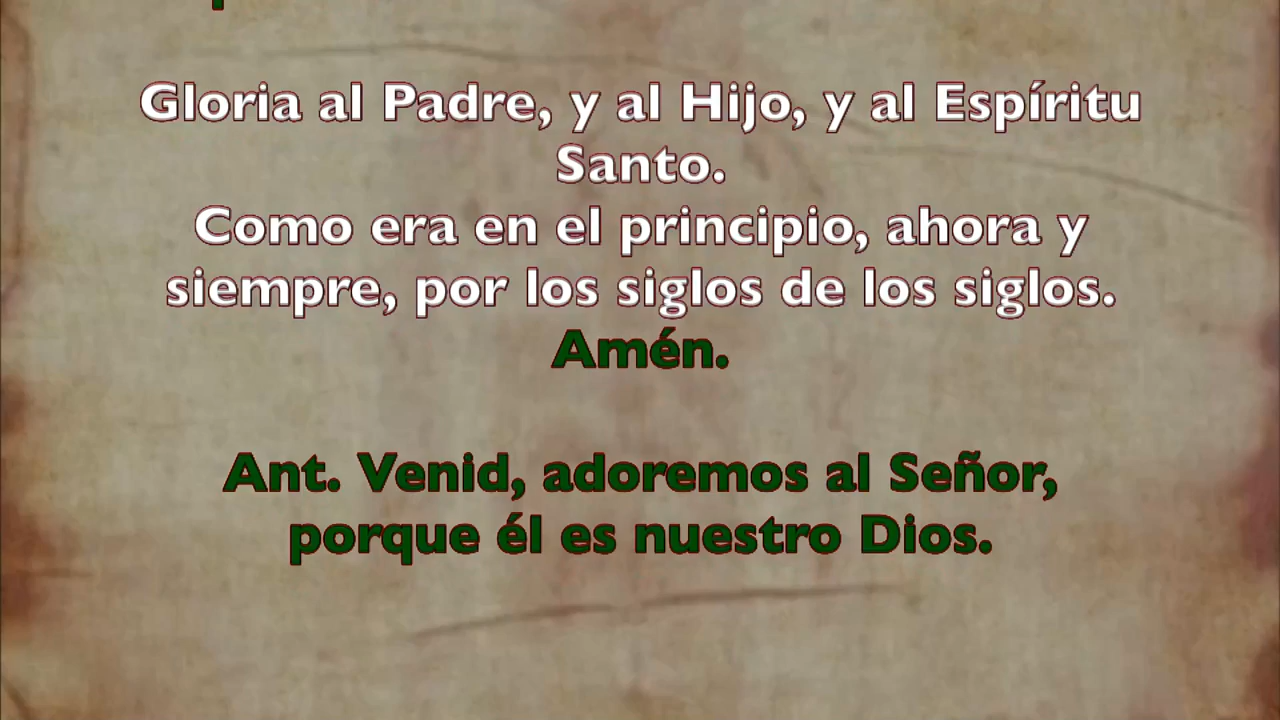 Gloria al Padre, y al Hijo, y al Espíritu
Santo.
Como era en el principio, ahora y
siempre, por los siglos de los siglos.
Amén.
Ant. Venid, adoremos al Señor,
porque él es nuestro Dios.